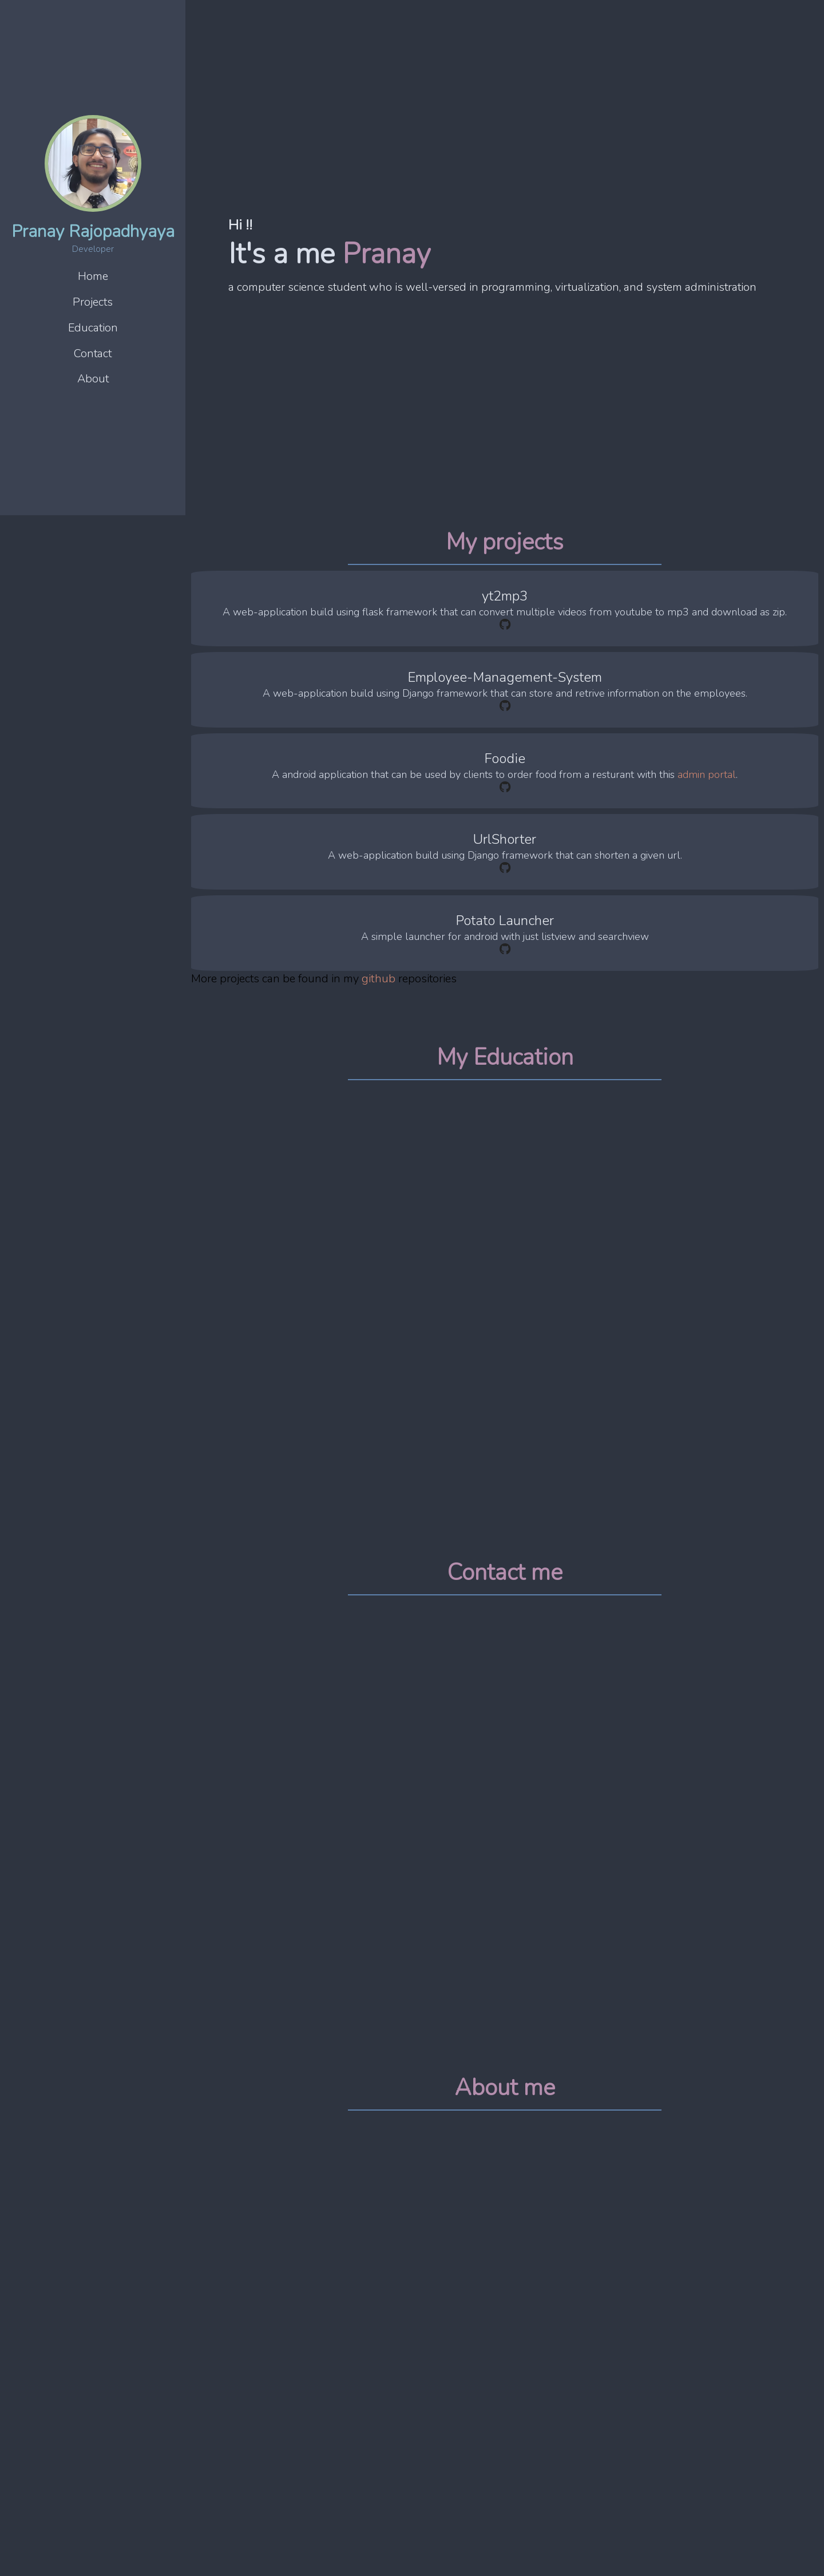 Pranay Rajopadhyaya
Developer
Home
Projects
Education
Contact
About
Hi !!
It's a me Pranay
a computer science student who is well-versed in programming, virtualization, and system administration
My projects
yt2mp3
A web-application build using flask framework that can convert multiple videos from youtube to mp3 and download as zip.
Employee-Management-System
A web-application build using Django framework that can store and retrive information on the employees.
Foodie
A android application that can be used by clients to order food from a resturant with this admin portal.
UrlShorter
A web-application build using Django framework that can shorten a given url.
Potato Launcher
A simple launcher for android with just listview and searchview
More projects can be found in my github repositories
My Education
Contact me
About me